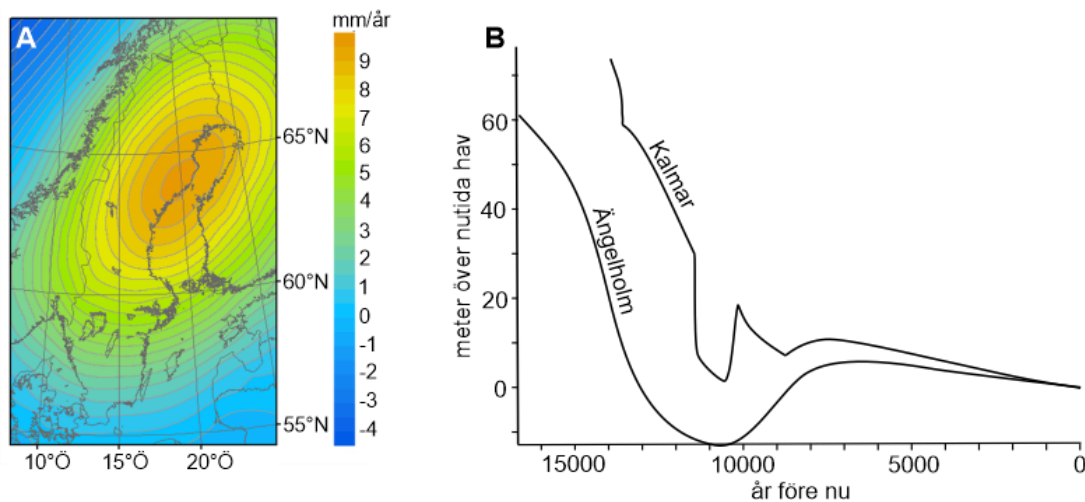 A
mm/år
9
8
7
6
5
4
3
2
1
0
-1
-2
-3
-4
65°N
60°N
55°N
10°Ö
15°Ö
20°Ö
B
meter över nutida hav
60
40
20
0
Kalmar
Ängelholm
15000
10000
5000
0
år före nu